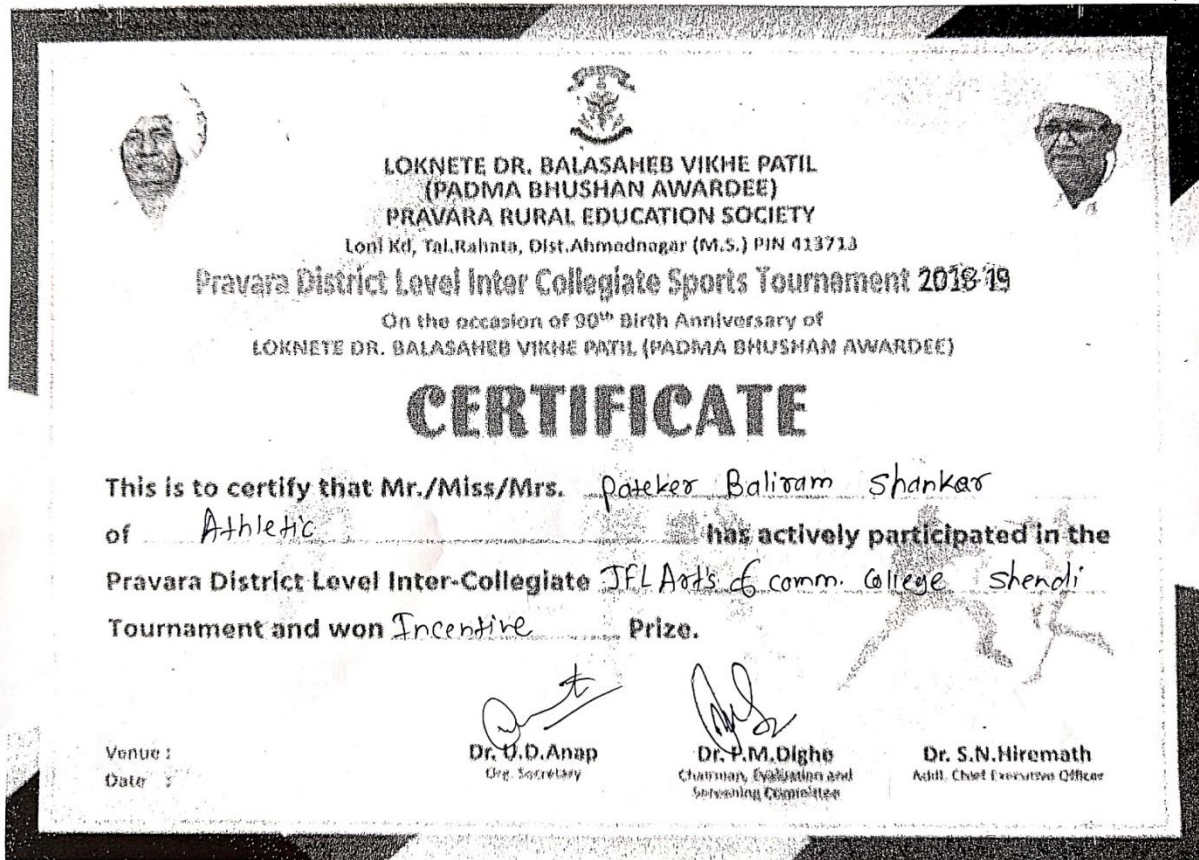 LOKNETE DR. BALASAHEB VIKHE PATIL
(PADMA BHUSHAN AWARDEE)
PRAVARA RURAL EDUCATION SOCIETY
Loni Kd, Tal.Rahata, Dist.Ahmednagar (M.S.) PIN 413713
Pravara District Level Inter Collegiate Sports Tournament 2018-19
On the occasion of 90th Birth Anniversary of
LOKNETE DR. BALASAHEB VIKHE PATIL (PADMA BHUSHAN AWARDEE)
CERTIFICATE
This is to certify that Mr./Miss/Mrs. Pateker Baliram Shankar
of Athletic has actively participated in the
Pravara District Level Inter-Collegiate JFL Art's & comm. College Shendi
Tournament and won Incentive Prize.
Venue :
Date :
Dr. U.D.Anap
Org. Secretary
Dr. P.M.Dighe
Chairman, Evaluation and
Screening Committee
Dr. S.N.Hiremath
Addl. Chief Executive Officer